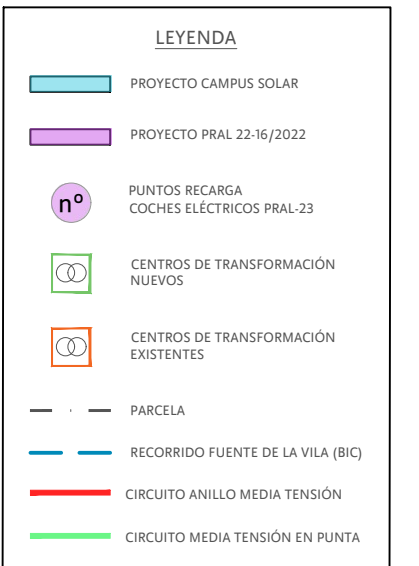 LEYENDA
PROYECTO CAMPUS SOLAR
PROYECTO PRAL 22-16/2022
nº
PUNTOS RECARGA
COCHES ELÉCTRICOS PRAL-23
CENTROS DE TRANSFORMACIÓN
NUEVOS
CENTROS DE TRANSFORMACIÓN
EXISTENTES
PARCELA
RECORRIDO FUENTE DE LA VILA (BIC)
CIRCUITO ANILLO MEDIA TENSIÓN
CIRCUITO MEDIA TENSIÓN EN PUNTA